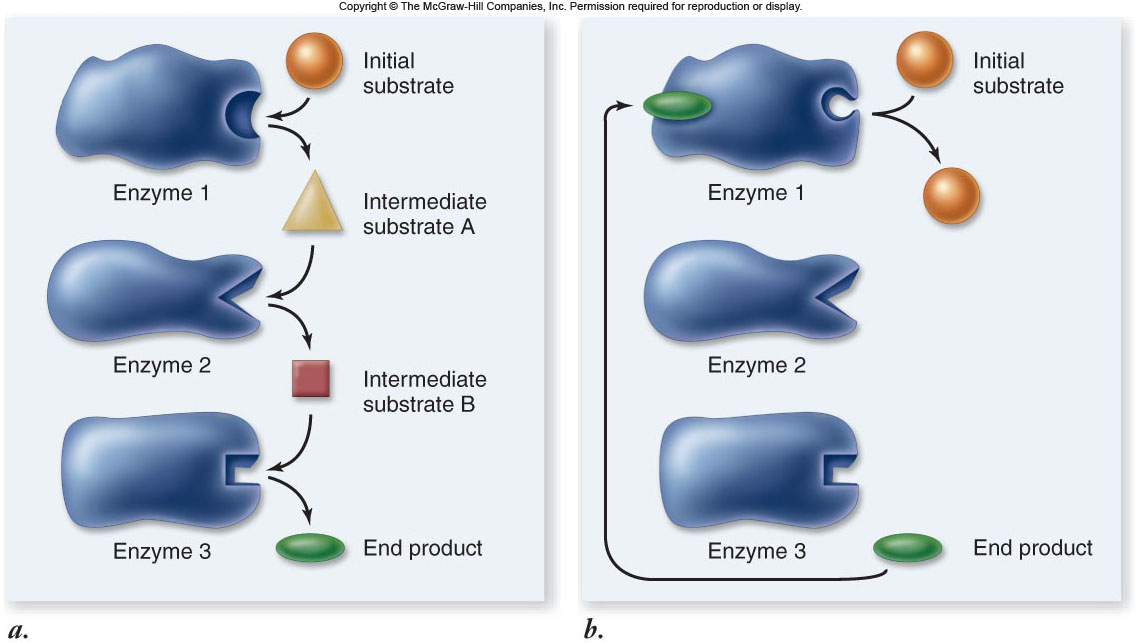 Copyright © The McGraw-Hill Companies, Inc. Permission required for reproduction or display.
Initial
substrate
Enzyme 1
Intermediate
substrate A
Enzyme 2
Intermediate
substrate B
Enzyme 3
End product
a.
Initial
substrate
Enzyme 1
Enzyme 2
Enzyme 3
End product
b.